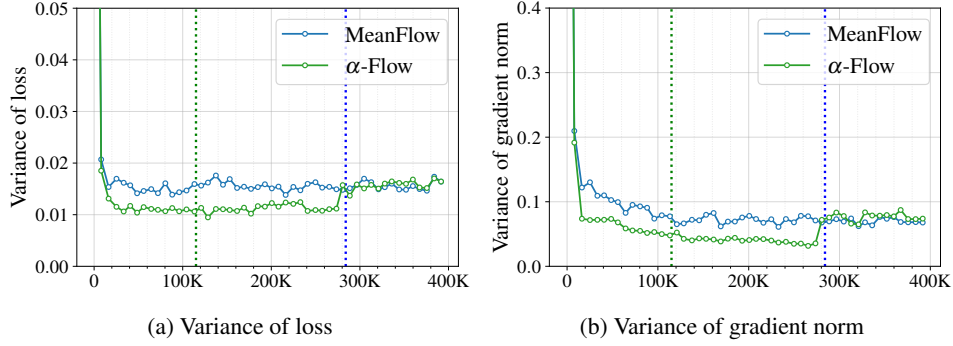 0.05
0.04
0.03
0.02
0.01
0.00
Variance of loss
MeanFlow
α-Flow
0
100K
200K
300K
400K
(a) Variance of loss
0.4
0.3
0.2
0.1
0.0
Variance of gradient norm
MeanFlow
α-Flow
0
100K
200K
300K
400K
(b) Variance of gradient norm